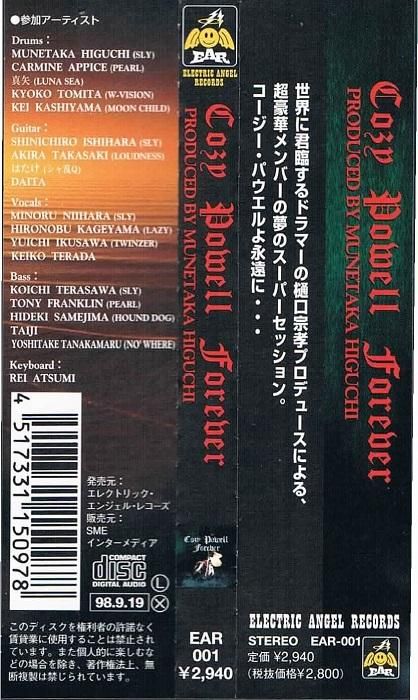 ●参加アーティスト
Drums:
MUNETAKA HIGUCHI (SLY)
CARMINE APPICE (PEARL)
真矢 (LUNA SEA)
KYOKO TOMITA (W-VISION)
KEI KASHIYAMA (MOON CHILD)
Guitar:
SHINICHIRO ISHIHARA (SLY)
AKIRA TAKASAKI (LOUDNESS)
はたけ (シャ乱Q)
DAITA
Vocals:
MINORU NIIHARA (SLY)
HIRONOBU KAGEYAMA (LAZY)
YUICHI IKUSAWA (TWINZER)
KEIKO TERADA
Bass:
KOICHI TERASAWA (SLY)
TONY FRANKLIN (PEARL)
HIDEKI SAMEJIMA (HOUND DOG)
TAIJI
YOSHITAKE TANAKAMARU (NO' WHERE)
Keyboard:
REI ATSUMI
4 517331 150978
発売元：
エレクトリック・
エンジェル・レコーズ
販売元：
SME
インターメディア
COMPACT
disc
DIGITAL AUDIO
L
98.9.19 X
このディスクを権利者の許諾なく
賃貸業に使用することは禁止され
ています。また個人的に楽しむな
どの場合を除き、著作権法上、無
断複製は禁じられています。
EAR
ELECTRIC ANGEL
RECORDS
Cozy Powell Forever
PRODUCED BY MUNETAKA HIGUCHI
Cozy Powell
Forever
EAR
001
¥2,940
世界に君臨するドラマーの樋口宗孝プロデュースによる、
超豪華メンバーの夢のスーパーセッション。
コージー・パウエルよ永遠に・・・
Cozy Powell Forever
PRODUCED BY MUNETAKA HIGUCHI
ELECTRIC ANGEL RECORDS
STEREO EAR-001
定価 ¥2,940
(税抜価格¥2,800)
EAR